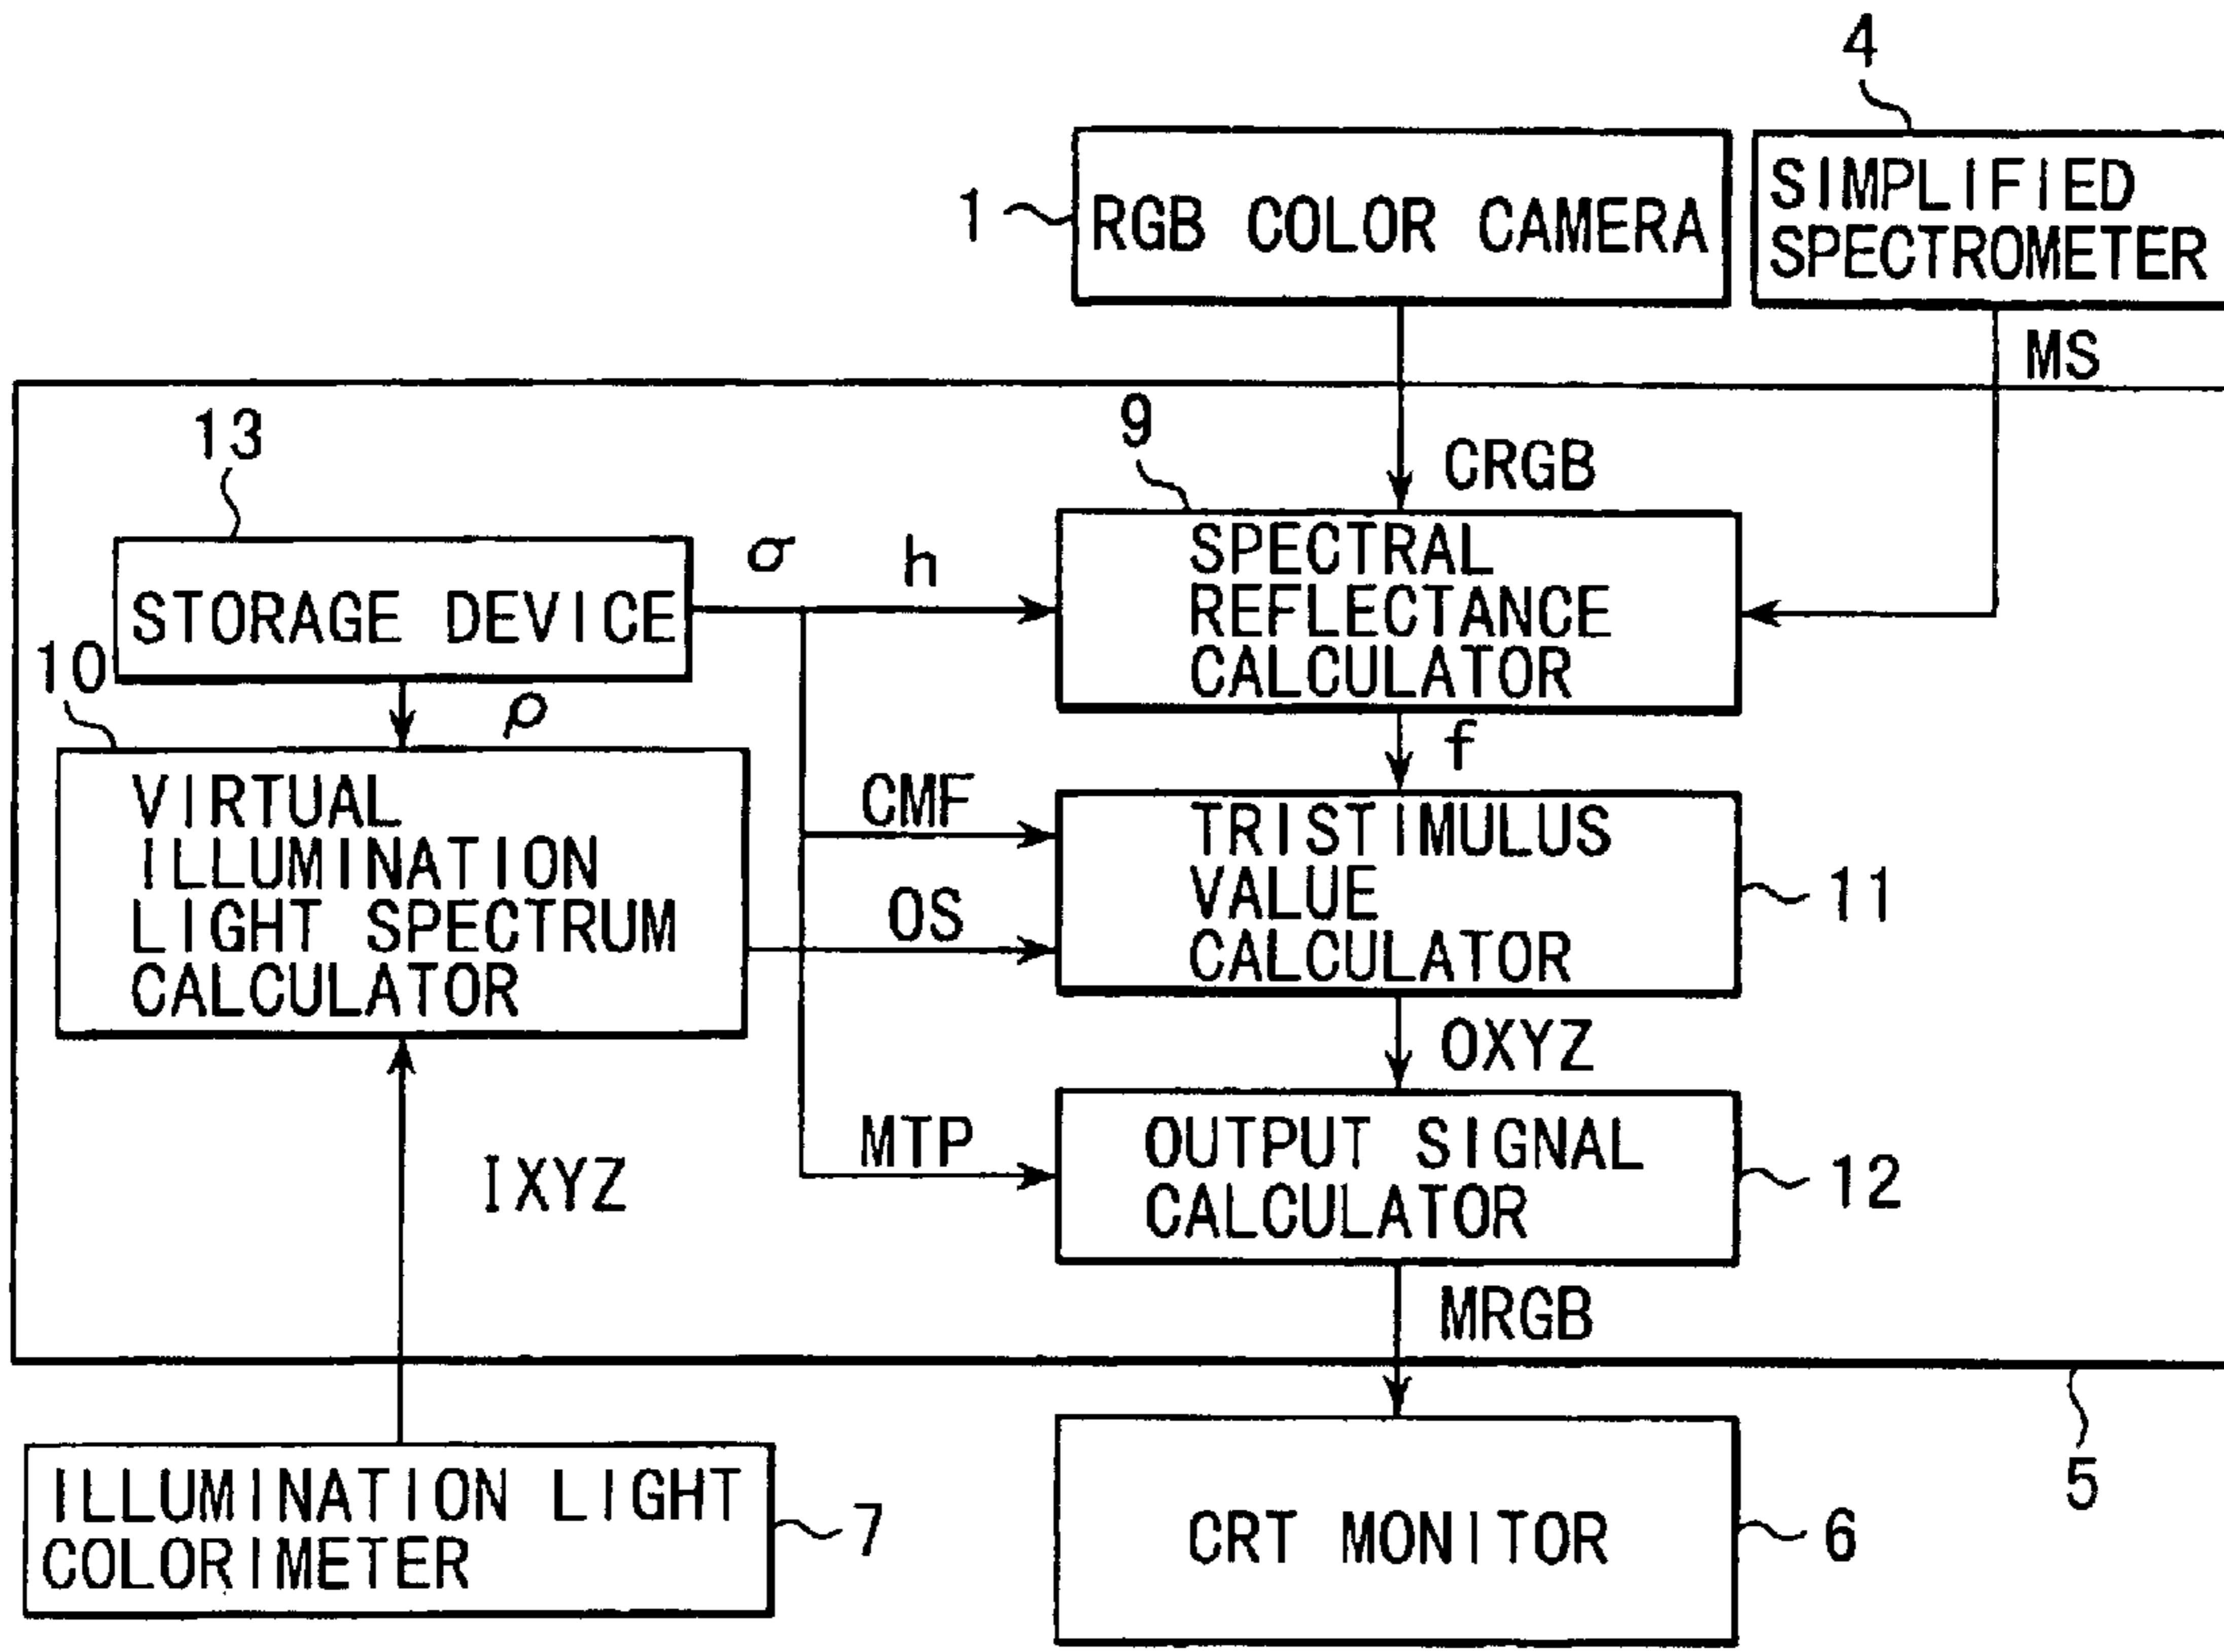 4
1
RGB COLOR CAMERA
SIMPLIFIED
SPECTROMETER
MS
13
9
CRGB
STORAGE DEVICE
σ
h
SPECTRAL
REFLECTANCE
CALCULATOR
10
ρ
f
VIRTUAL
ILLUMINATION
LIGHT SPECTRUM
CALCULATOR
CMF
OS
TRISTIMULUS
VALUE
CALCULATOR
11
OXYZ
IXYZ
MTP
OUTPUT SIGNAL
CALCULATOR
12
MRGB
5
ILLUMINATION LIGHT
COLORIMETER
7
CRT MONITOR
6